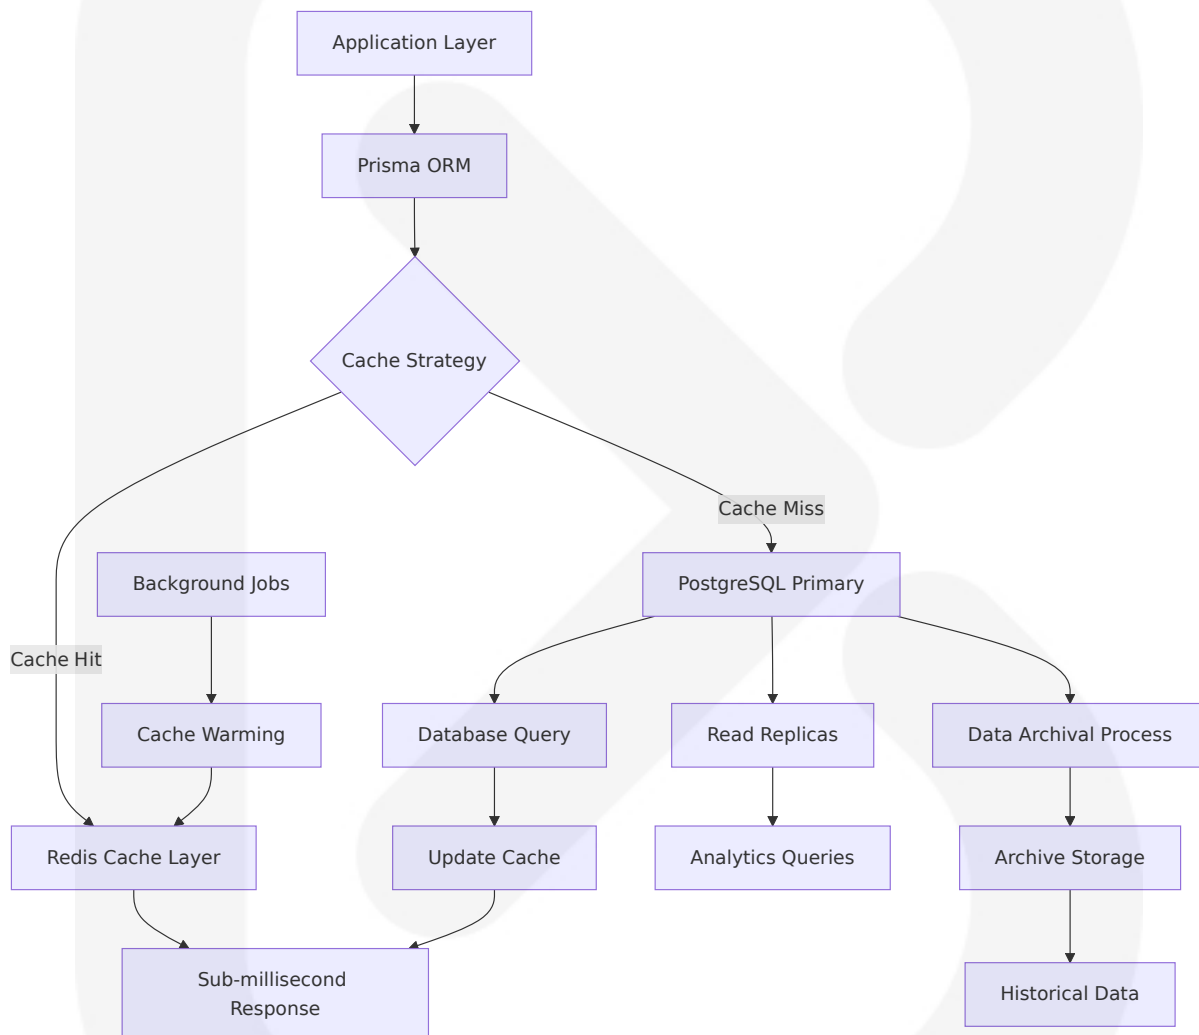 Application Layer
Prisma ORM
Cache Strategy
Cache Miss
Background Jobs
PostgreSQL Primary
Cache Hit
Cache Warming
Database Query
Read Replicas
Data Archival Process
Redis Cache Layer
Update Cache
Analytics Queries
Archive Storage
Sub-millisecond
Response
Historical Data